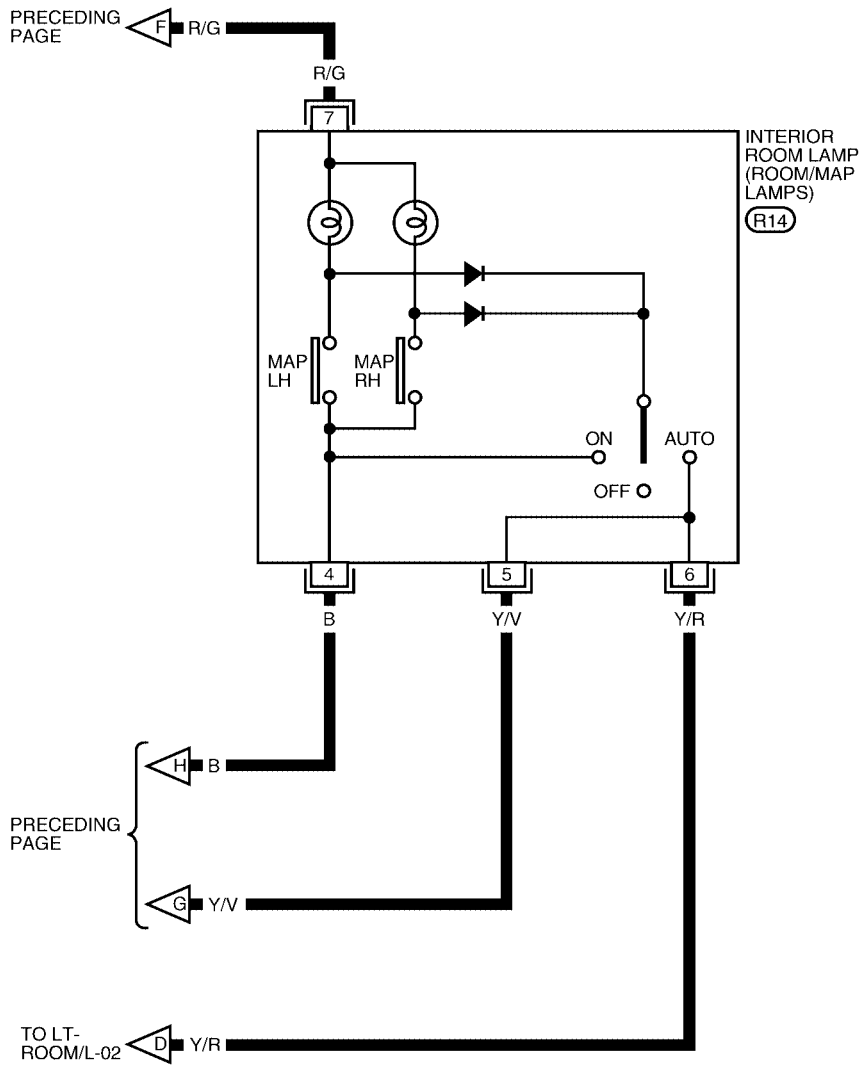 PRECEDING
PAGE
F
R/G
R/G
7
INTERIOR
ROOM LAMP
(ROOM/MAP
LAMPS)
R14
MAP
LH
MAP
RH
ON
AUTO
OFF
4
5
6
B
Y/V
Y/R
H
B
PRECEDING
PAGE
G
Y/V
TO LT-
ROOM/L-02
D
Y/R